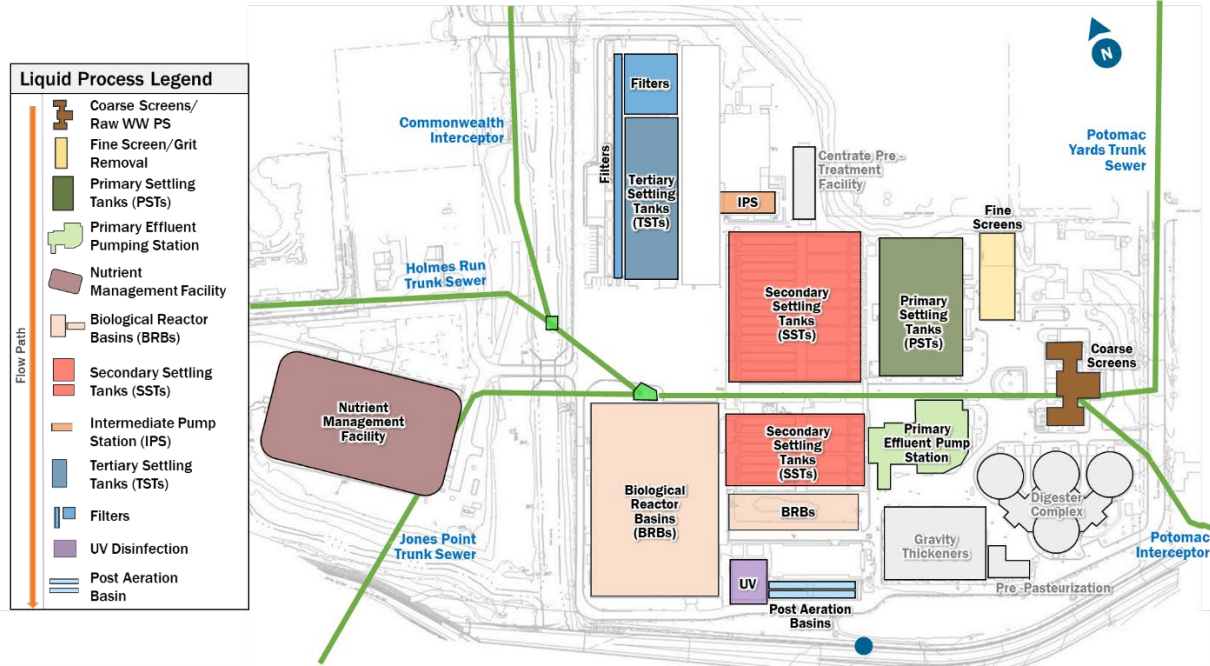 Liquid Process Legend
Flow Path
Coarse Screens/
Raw WW PS
Fine Screen/Grit
Removal
Primary Settling
Tanks (PSTs)
Primary Effluent
Pumping Station
Nutrient
Management Facility
Biological Reactor
Basins (BRBs)
Secondary Settling
Tanks (SSTs)
Intermediate Pump
Station (IPS)
Tertiary Settling
Tanks (TSTs)
Filters
UV Disinfection
Post Aeration
Basin
N
Commonwealth
Interceptor
Filters
Filters
Tertiary
Settling
Tanks
(TSTs)
IPS
Centrate Pre -
Treatment
Facility
Potomac
Yards Trunk
Sewer
Fine
Screens
Holmes Run
Trunk Sewer
Secondary
Settling
Tanks
(SSTs)
Primary
Settling
Tanks
(PSTs)
Coarse
Screens
Nutrient
Management
Facility
Secondary
Settling
Tanks
(SSTs)
Primary
Effluent Pump
Station
Biological
Reactor
Basins
(BRBs)
BRBs
Digester
Complex
Jones Point
Trunk Sewer
Gravity
Thickeners
Potomac
Interceptor
UV
Pre -Pasteurization
Post Aeration
Basins